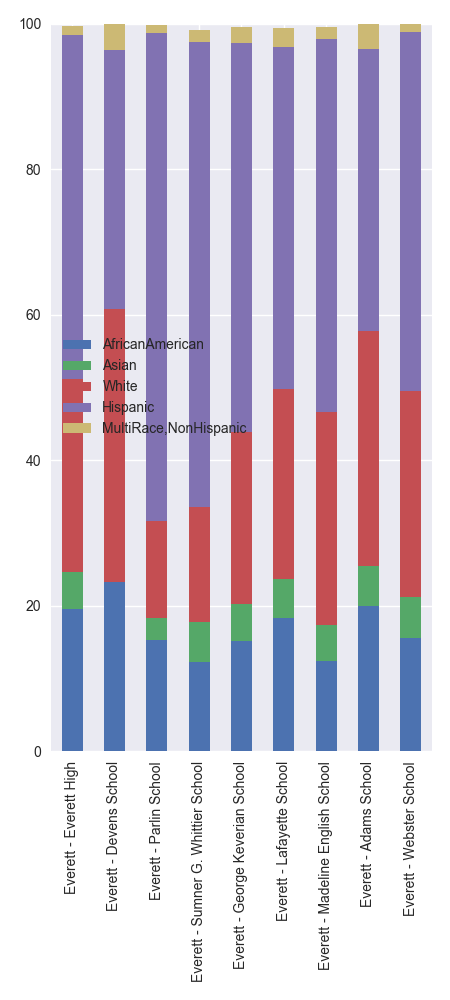 100
80
60
40
20
0
AfricanAmerican
Asian
White
Hispanic
MultiRace,NonHispanic
Everett - Everett High
Everett - Devens School
Everett - Parlin School
Everett - Sumner G. Whittier School
Everett - George Keverian School
Everett - Lafayette School
Everett - Madeline English School
Everett - Adams School
Everett - Webster School